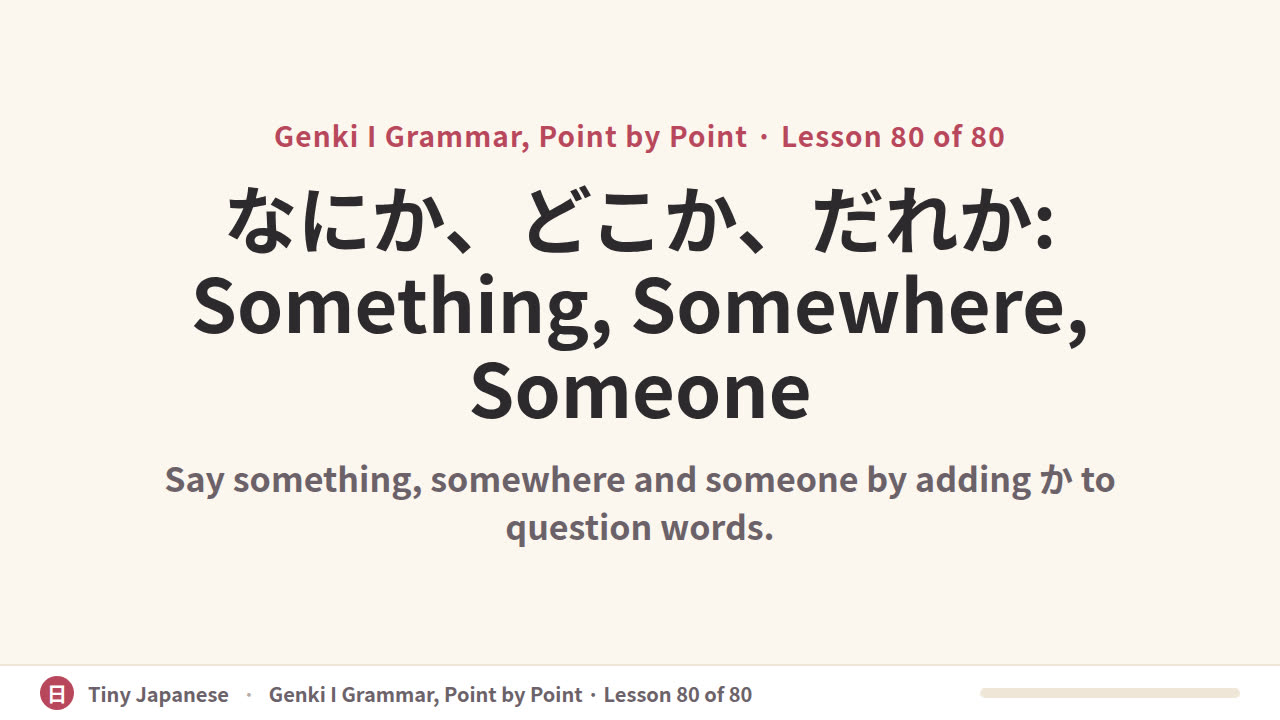 Genki I Grammar, Point by Point · Lesson 80 of 80
なにか、どこか、だれか:
Something, Somewhere,
Someone
Say something, somewhere and someone by adding か to
question words.
日 Tiny Japanese · Genki I Grammar, Point by Point · Lesson 80 of 80